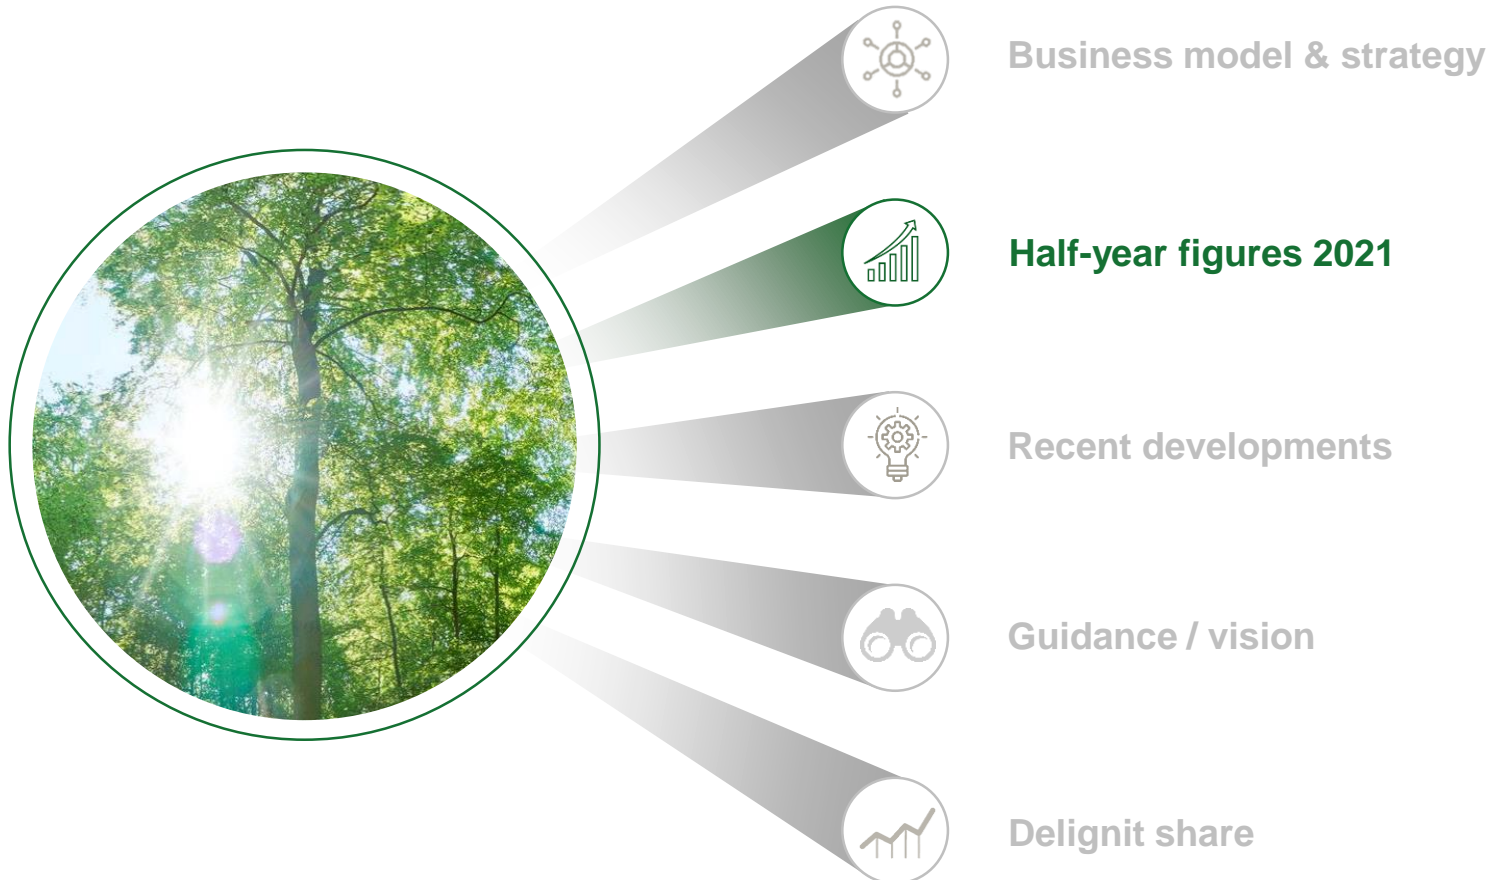 Business model & strategy
Half-year figures 2021
Recent developments
Guidance / vision
Delignit share